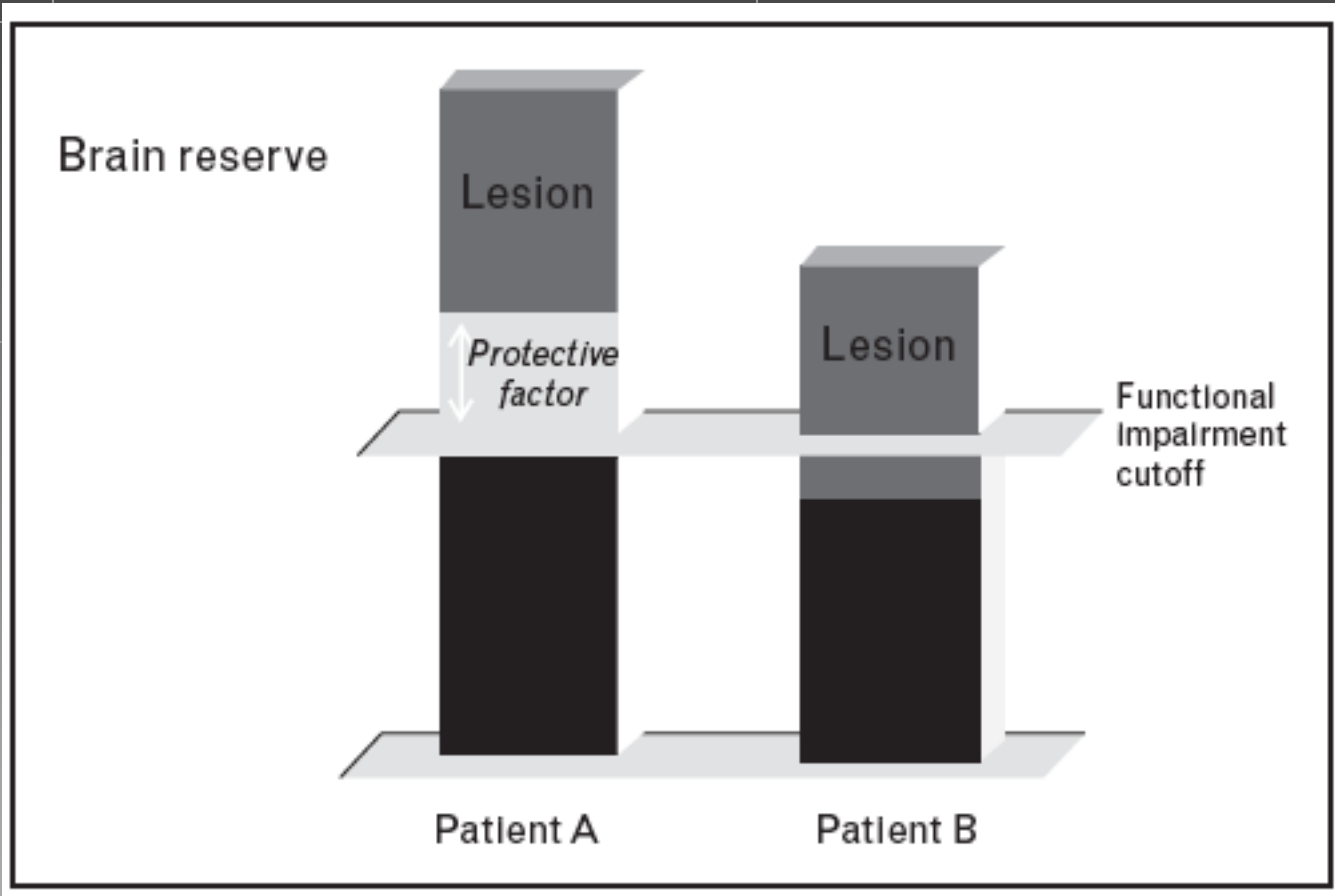 Brain reserve
Lesion
Protective
factor
Lesion
Functional
impairment
cutoff
Patient A
Patient B